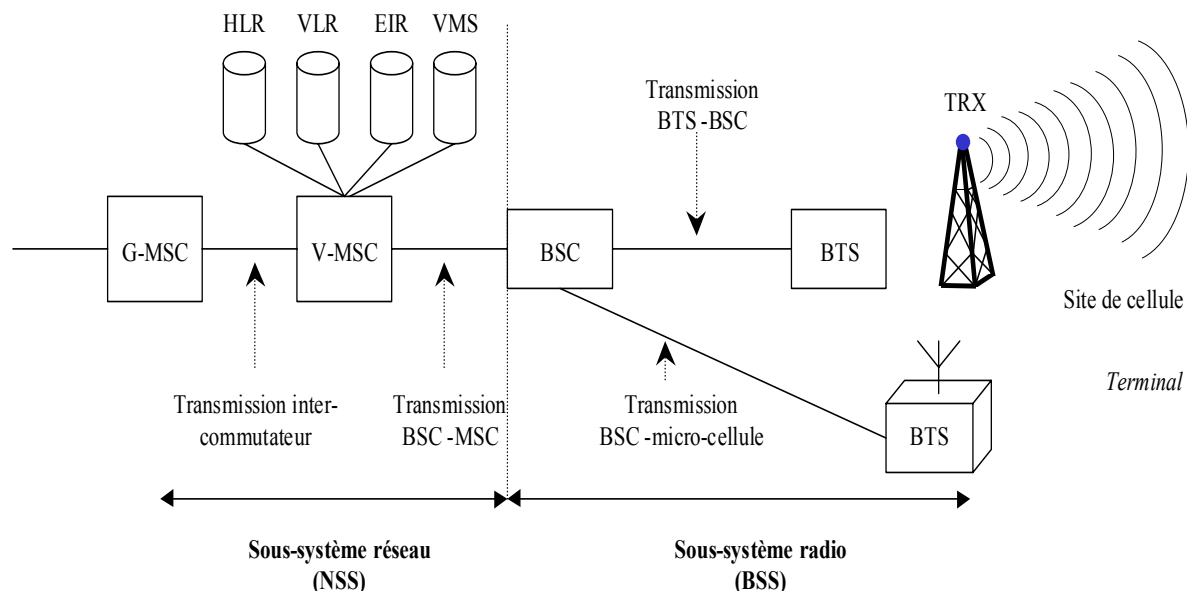 HLR VLR EIR VMS
Transmission
BTS -BSC
TRX
G-MSC
V-MSC
BSC
BTS
Site de cellule
Terminal
Transmission inter-
commutateur
Transmission
BSC -MSC
Transmission
BSC -micro-cellule
BTS
Sous-système réseau
(NSS)
Sous-système radio
(BSS)